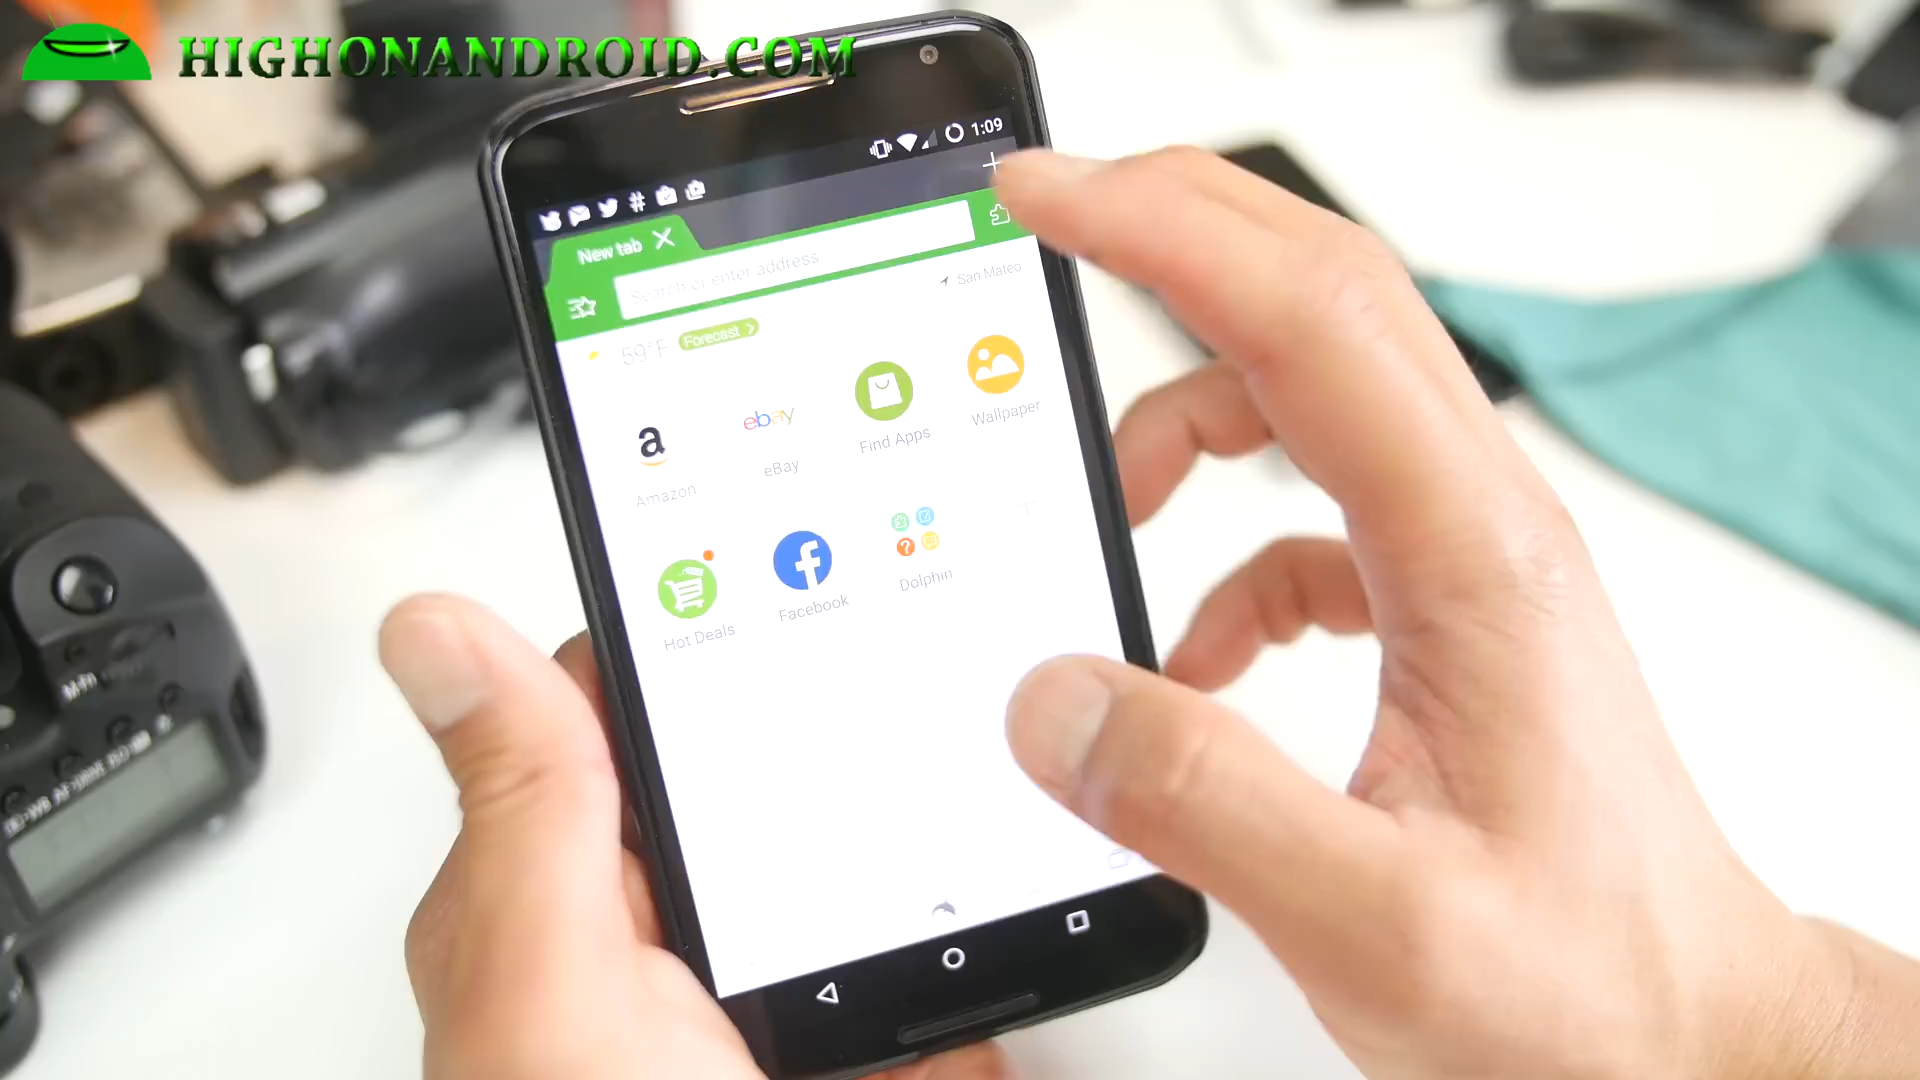 HIGHONANDROID.COM
1:09
New tab
Search or enter address
San Mateo
59°F Forecast >
a
ebay
Amazon
eBay
Find Apps
Wallpaper
Hot Deals
Facebook
Dolphin
M-Fn